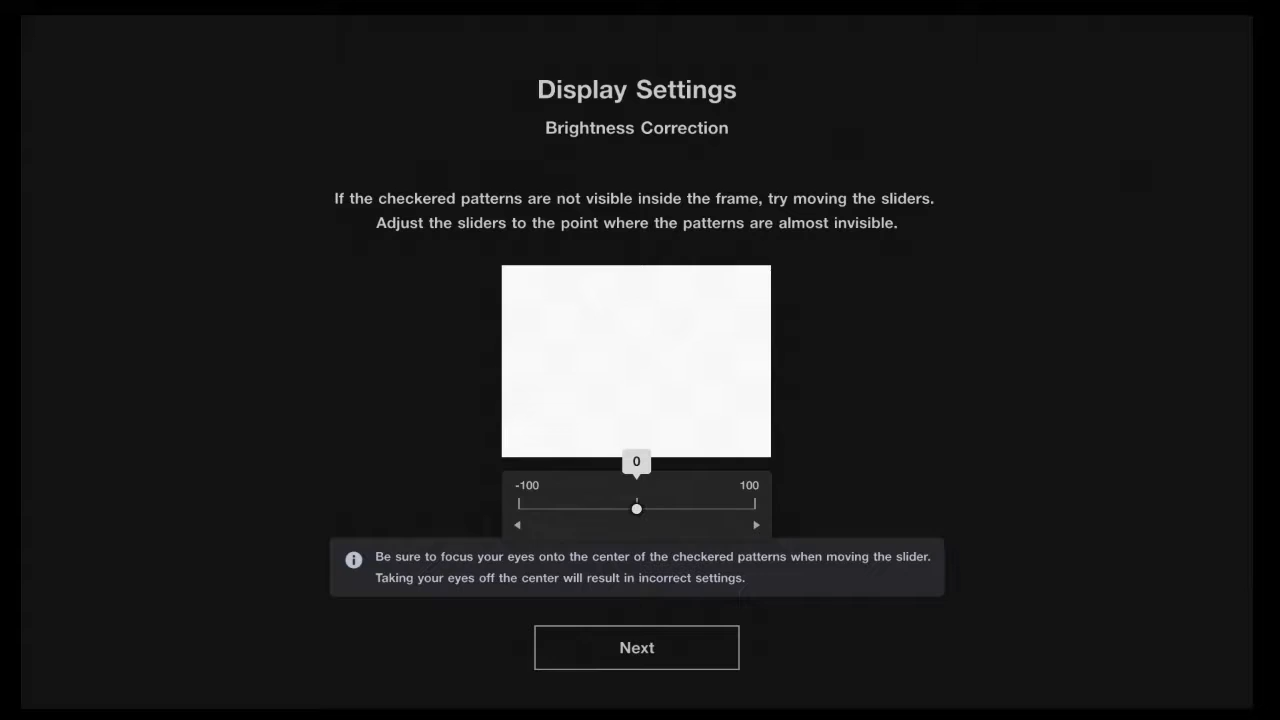 Display Settings
Brightness Correction
If the checkered patterns are not visible inside the frame, try moving the sliders.
Adjust the sliders to the point where the patterns are almost invisible.
0
-100 100
Be sure to focus your eyes onto the center of the checkered patterns when moving the slider.
Taking your eyes off the center will result in incorrect settings.
Next